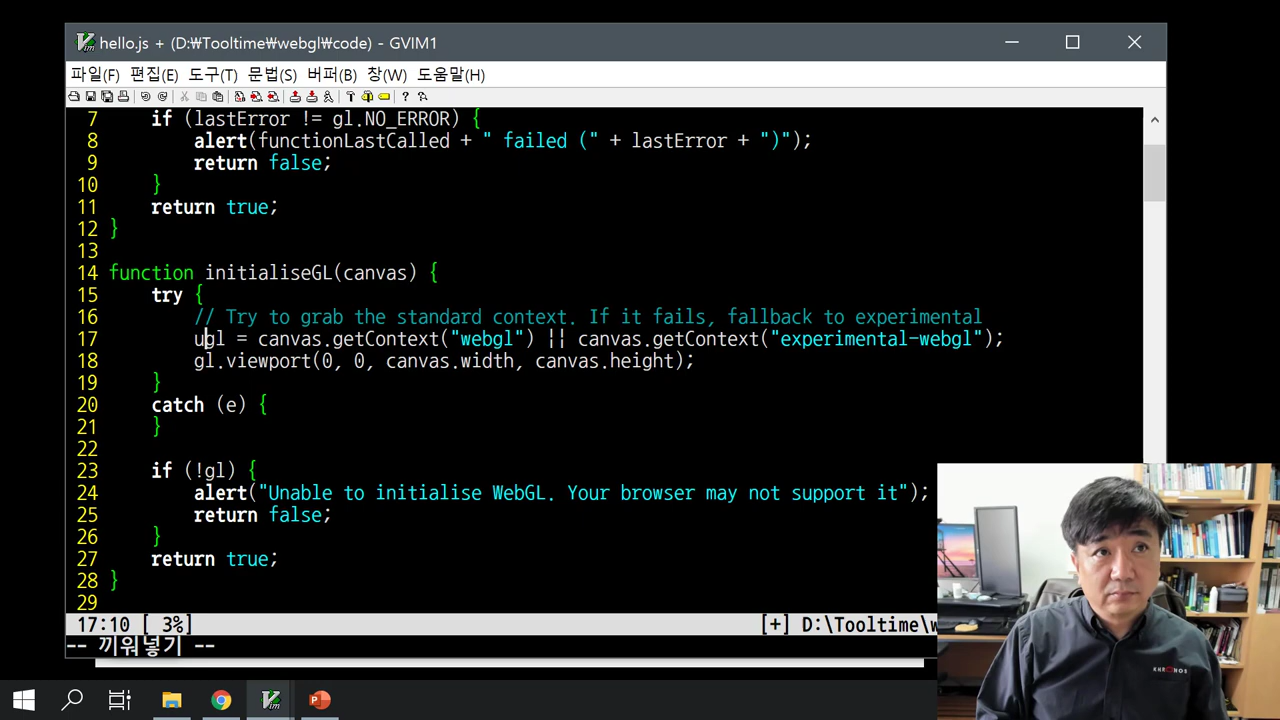 hello.js + (D:₩Tooltime₩webgl₩code) - GVIM1
파일(F) 편집(E) 도구(T) 문법(S) 버퍼(B) 창(W) 도움말(H)
7 if (lastError != gl.NO_ERROR) {
8 alert(functionLastCalled + " failed (" + lastError + ")");
9 return false;
10 }
11 return true;
12 }
13
14 function initialiseGL(canvas) {
15 try {
16 // Try to grab the standard context. If it fails, fallback to experimental
17 ugl = canvas.getContext("webgl") || canvas.getContext("experimental-webgl");
18 gl.viewport(0, 0, canvas.width, canvas.height);
19 }
20 catch (e) {
21 }
22
23 if (!gl) {
24 alert("Unable to initialise WebGL. Your browser may not support it");
25 return false;
26 }
27 return true;
28 }
29
17:10 [ 3%] [+] D:\Tooltime\w
-- 끼워넣기 --
KHRONOS